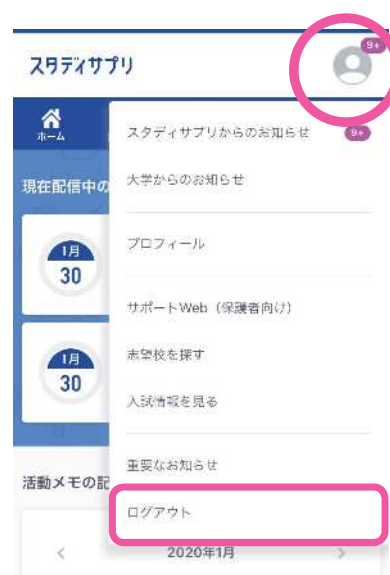 9+
スタディサプリ
ホーム
スタディサプリからのお知らせ 9+
現在配信中の
大学からのお知らせ
プロフィール
1月
30
サポートWeb（保護者向け）
志望校を探す
1月
30
入試情報を見る
重要なお知らせ
活動メモの記
ログアウト
< 2020年1月 >